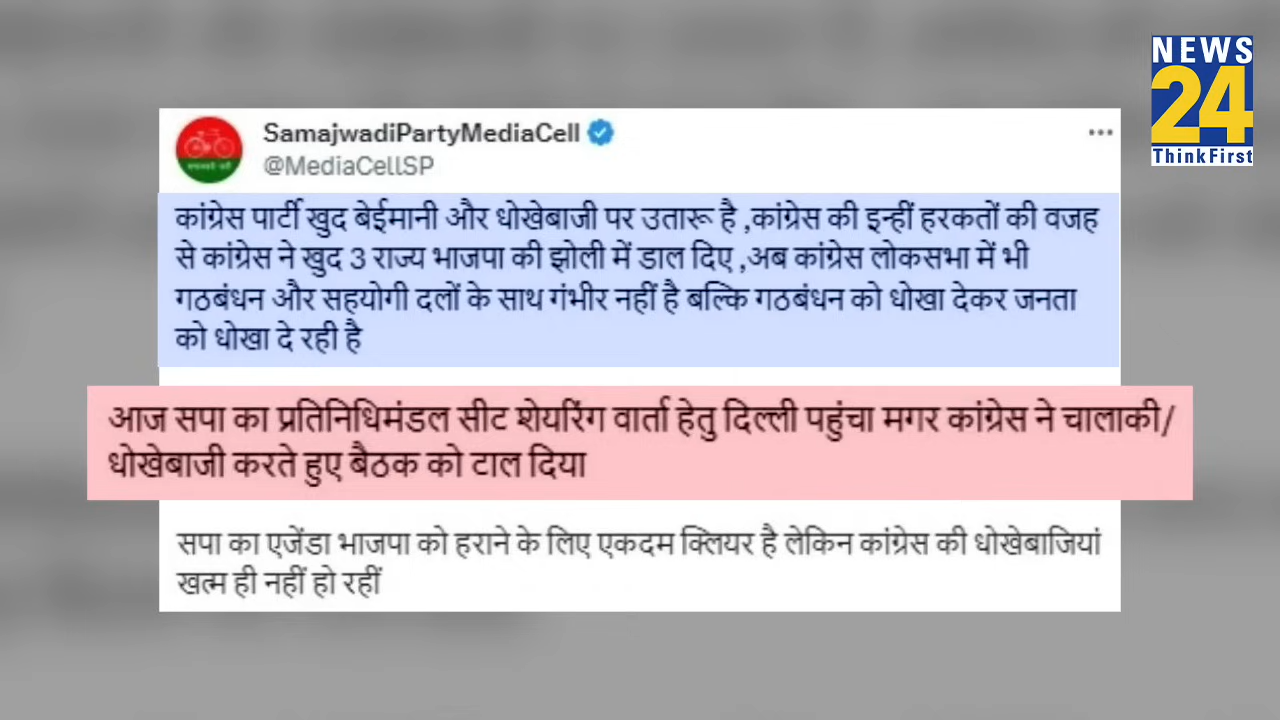 NEWS
24
ThinkFirst
SamajwadiPartyMediaCell
@MediaCellSP
कांग्रेस पार्टी खुद बेईमानी और धोखेबाजी पर उतारू है ,कांग्रेस की इन्हीं हरकतों की वजह
से कांग्रेस ने खुद 3 राज्य भाजपा की झोली में डाल दिए ,अब कांग्रेस लोकसभा में भी
गठबंधन और सहयोगी दलों के साथ गंभीर नहीं है बल्कि गठबंधन को धोखा देकर जनता
को धोखा दे रही है
आज सपा का प्रतिनिधिमंडल सीट शेयरिंग वार्ता हेतु दिल्ली पहुंचा मगर कांग्रेस ने चालाकी/
धोखेबाजी करते हुए बैठक को टाल दिया
सपा का एजेंडा भाजपा को हराने के लिए एकदम क्लियर है लेकिन कांग्रेस की धोखेबाजियां
खत्म ही नहीं हो रहीं